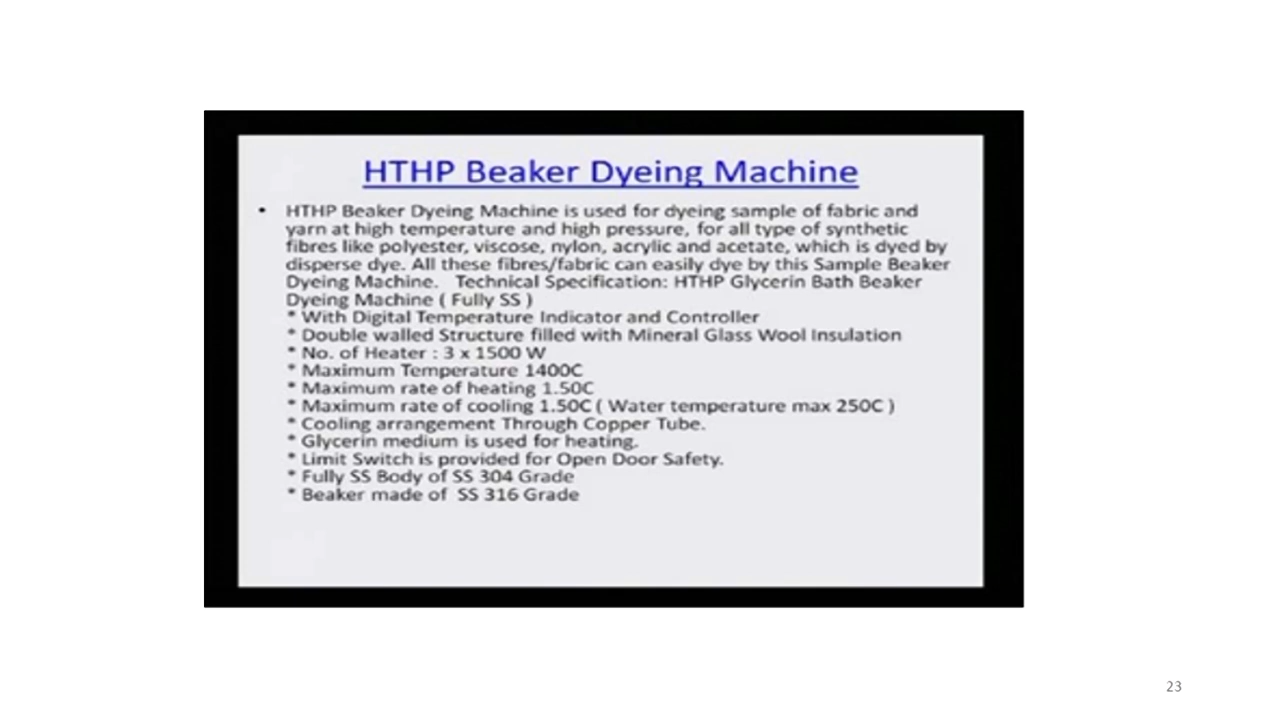 HTHP Beaker Dyeing Machine
• HTHP Beaker Dyeing Machine is used for dyeing sample of fabric and
yarn at high temperature and high pressure, for all type of synthetic
fibres like polyester, viscose, nylon, acrylic and acetate, which is dyed by
disperse dye. All these fibres/fabric can easily dye by this Sample Beaker
Dyeing Machine. Technical Specification: HTHP Glycerin Bath Beaker
Dyeing Machine ( Fully SS )
* With Digital Temperature Indicator and Controller
* Double walled Structure filled with Mineral Glass Wool Insulation
* No. of Heater : 3 x 1500 W
* Maximum Temperature 1400C
* Maximum rate of heating 1.50C
* Maximum rate of cooling 1.50C ( Water temperature max 250C )
* Cooling arrangement Through Copper Tube.
* Glycerin medium is used for heating.
* Limit Switch is provided for Open Door Safety.
* Fully SS Body of SS 304 Grade
* Beaker made of SS 316 Grade
23